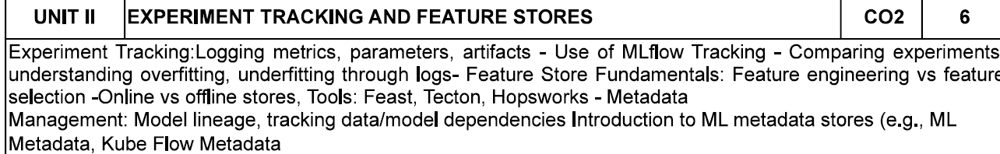 UNIT II EXPERIMENT TRACKING AND FEATURE STORES CO2 6
Experiment Tracking:Logging metrics, parameters, artifacts - Use of MLflow Tracking - Comparing experiments
understanding overfitting, underfitting through logs- Feature Store Fundamentals: Feature engineering vs feature
selection -Online vs offline stores, Tools: Feast, Tecton, Hopsworks - Metadata
Management: Model lineage, tracking data/model dependencies Introduction to ML metadata stores (e.g., ML
Metadata, Kube Flow Metadata